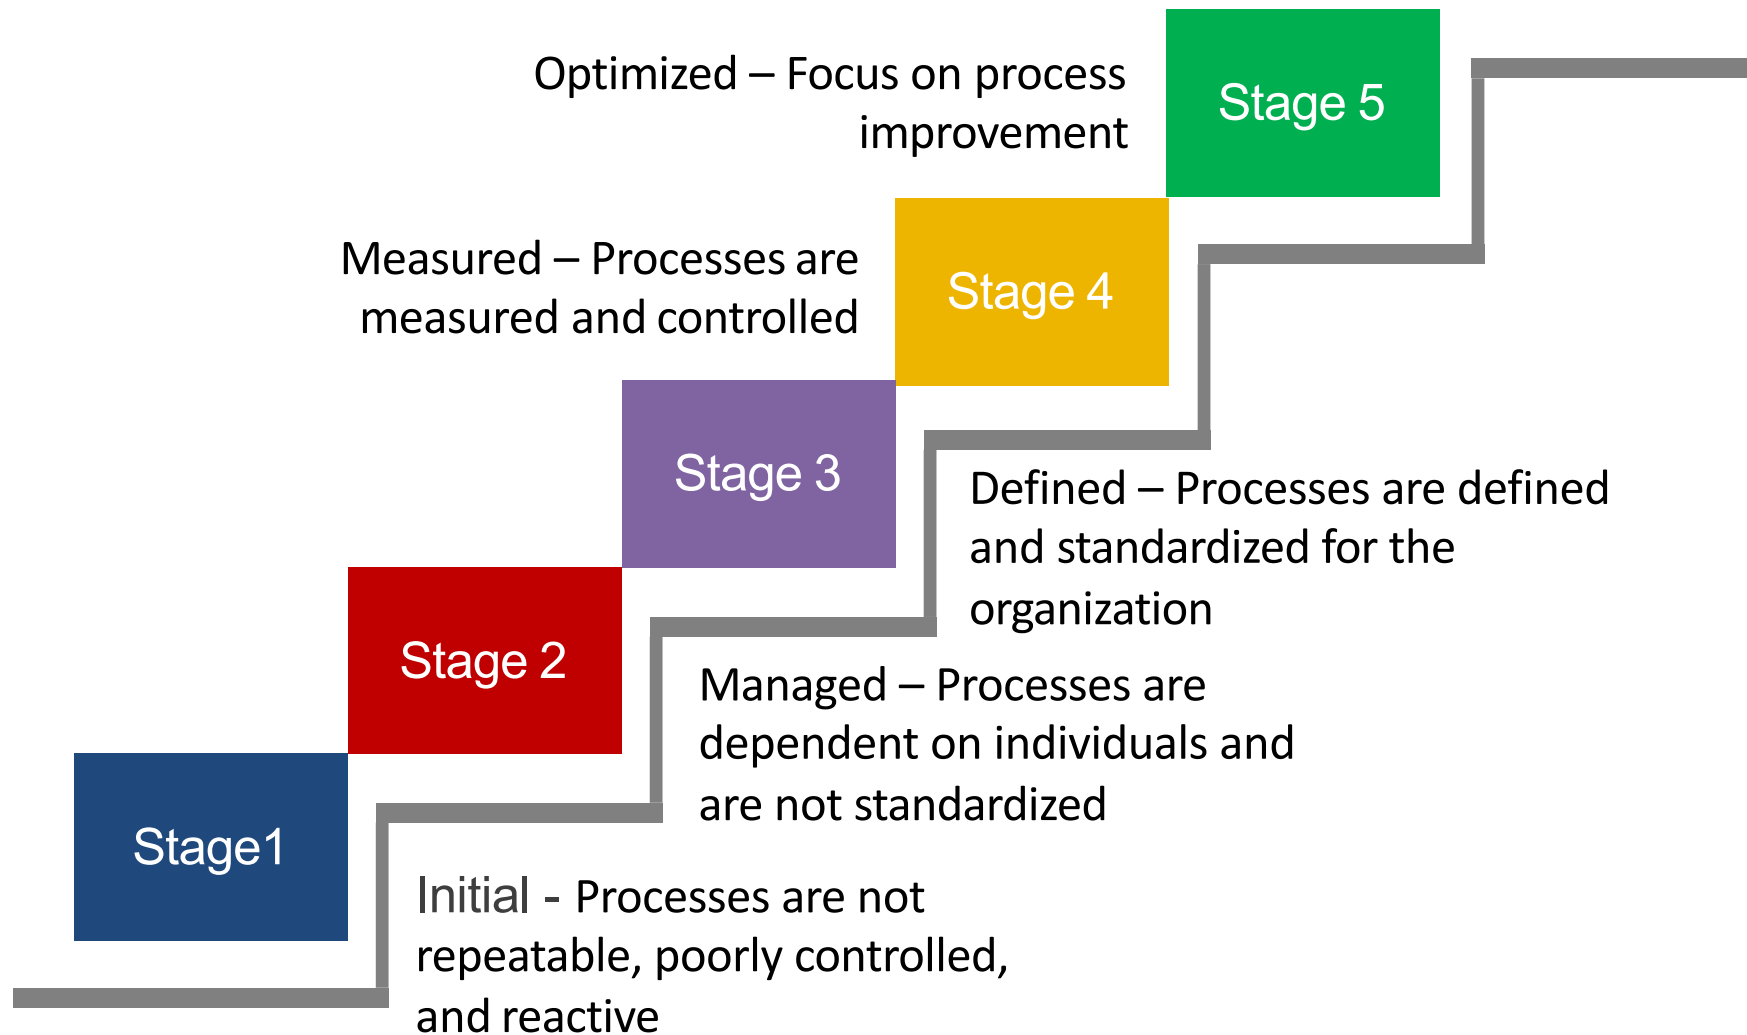 Optimized – Focus on process
improvement
Stage 5
Measured – Processes are
measured and controlled
Stage 4
Stage 3
Defined – Processes are defined
and standardized for the
organization
Stage 2
Managed – Processes are
dependent on individuals and
are not standardized
Stage1
Initial - Processes are not
repeatable, poorly controlled,
and reactive